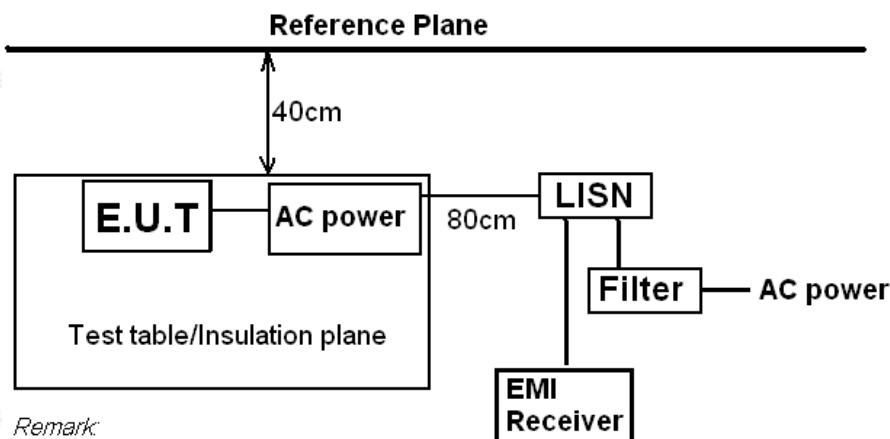 Reference Plane
40cm
E.U.T
AC power
80cm
LISN
Filter
AC power
Test table/Insulation plane
EMI
Receiver
Remark: